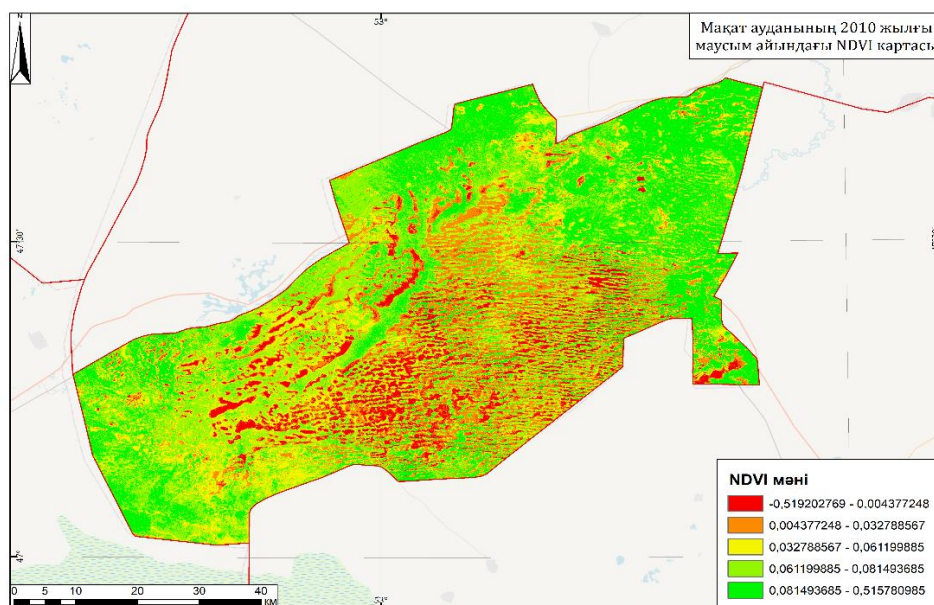 53°
Мақат ауданының 2010 жылғы
маусым айындағы NDVI картасы
N
47°30'
NDVI мәні
-0,519202769 - 0,004377248
0,004377248 - 0,032788567
0,032788567 - 0,061199885
0,061199885 - 0,081493685
0,081493685 - 0,515780985
47°
0 5 10 20 30 40
КМ
53°